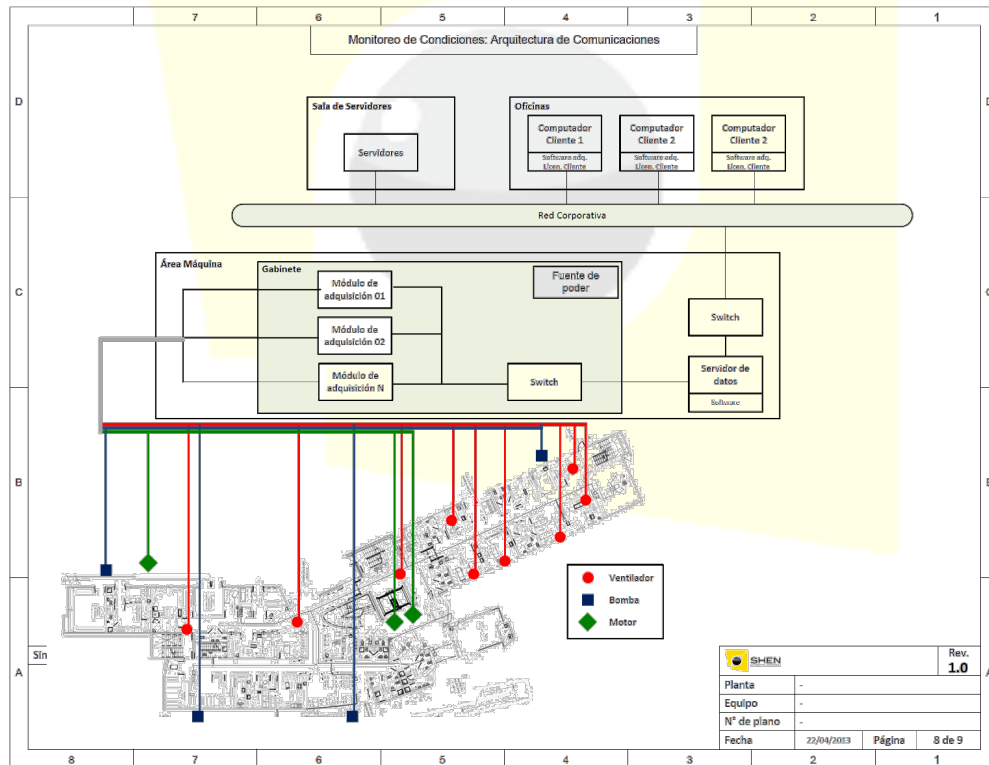 7 6 5 4 3 2 1
Monitoreo de Condiciones: Arquitectura de Comunicaciones
D
Sala de Servidores
Servidores
Oficinas
Computador
Cliente 1
Software adq.
Licen. Cliente
Computador
Cliente 2
Software adq.
Licen. Cliente
Computador
Cliente 2
Software adq.
Licen. Cliente
Red Corporativa
C
Área Máquina
Gabinete
Módulo de
adquisición 01
Módulo de
adquisición 02
Módulo de
adquisición N
Fuente de
poder
Switch
Switch
Servidor de
datos
Software
B
Ventilador
Bomba
Motor
Sin
A
SHEN
Rev.
1.0
Planta -
Equipo -
N° de plano -
Fecha 22/04/2013 Página 8 de 9
8 7 6 5 4 3 2 1